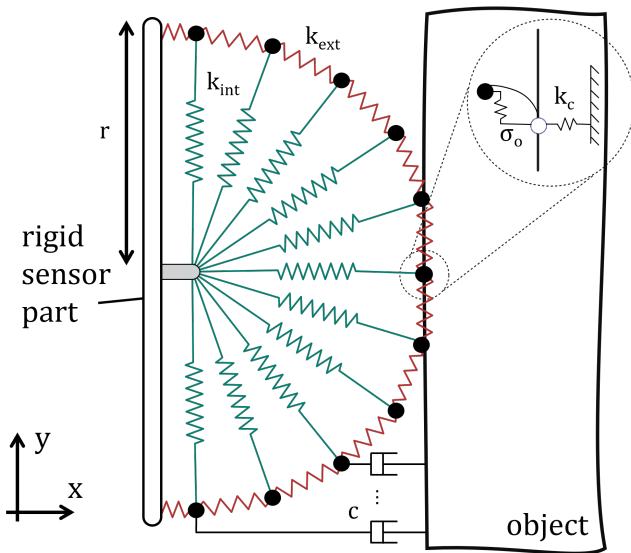 k_ext
k_int
k_c
r
σ_o
rigid
sensor
part
y
x
c
⋮
object